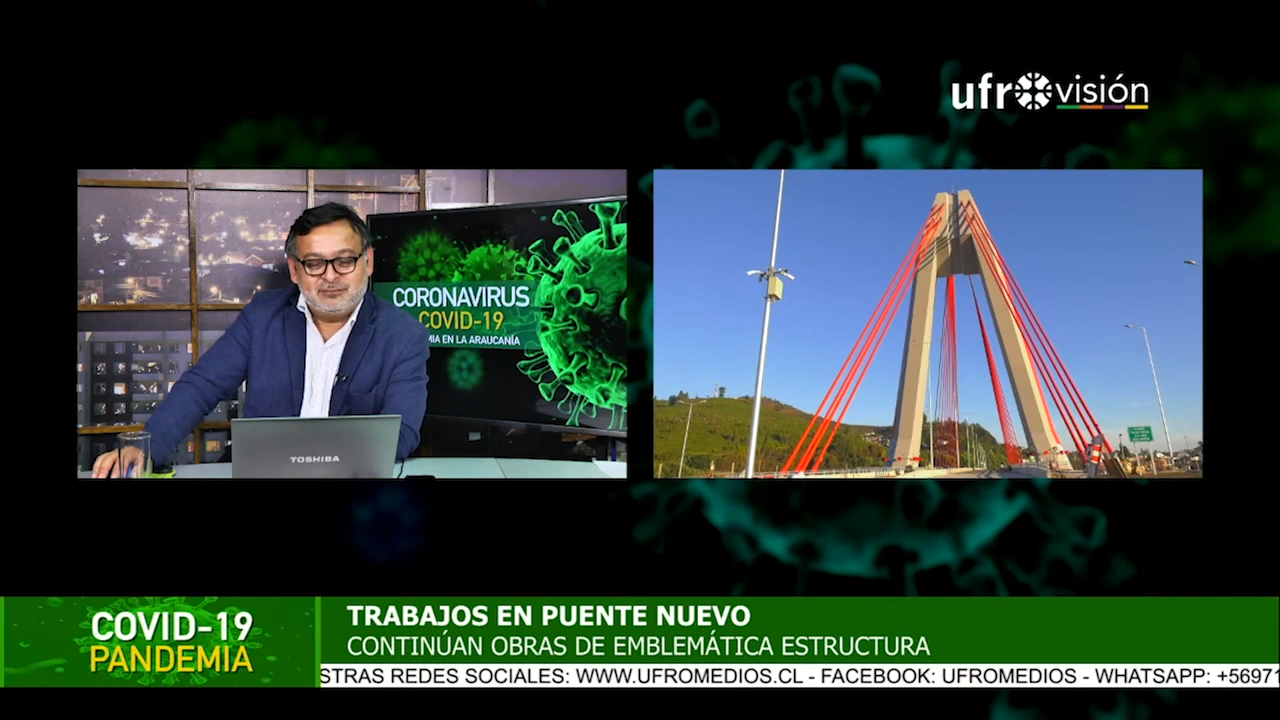 ufrovisión
CORONAVIRUS
COVID-19
MIA EN LA ARAUCANÍA
TOSHIBA
COVID-19
PANDEMIA
TRABAJOS EN PUENTE NUEVO
CONTINÚAN OBRAS DE EMBLEMÁTICA ESTRUCTURA
STRAS REDES SOCIALES: WWW.UFROMEDIOS.CL - FACEBOOK: UFROMEDIOS - WHATSAPP: +56971